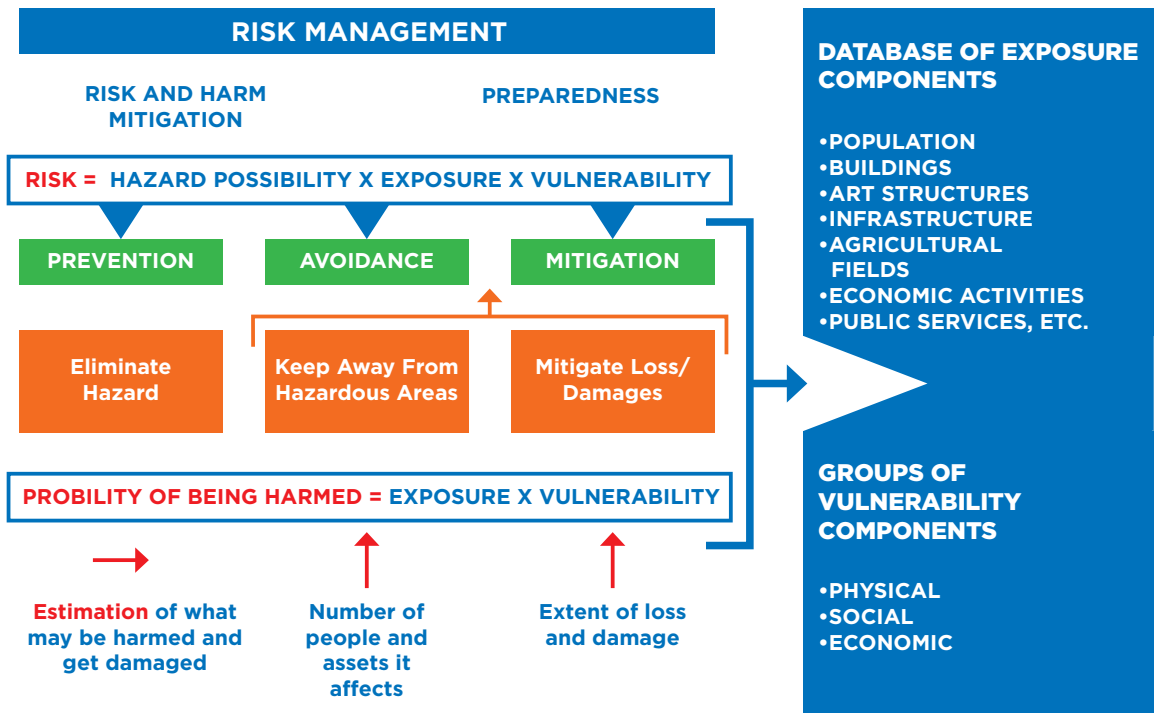 RISK MANAGEMENT
RISK AND HARM
MITIGATION
PREPAREDNESS
RISK = HAZARD POSSIBILITY X EXPOSURE X VULNERABILITY
PREVENTION
AVOIDANCE
MITIGATION
Eliminate
Hazard
Keep Away From
Hazardous Areas
Mitigate Loss/
Damages
PROBILITY OF BEING HARMED = EXPOSURE X VULNERABILITY
Estimation of what
may be harmed and
get damaged
Number of
people and
assets it
affects
Extent of loss
and damage
DATABASE OF EXPOSURE
COMPONENTS
•POPULATION
•BUILDINGS
•ART STRUCTURES
•INFRASTRUCTURE
•AGRICULTURAL
FIELDS
•ECONOMIC ACTIVITIES
•PUBLIC SERVICES, ETC.
GROUPS OF
VULNERABILITY
COMPONENTS
•PHYSICAL
•SOCIAL
•ECONOMIC